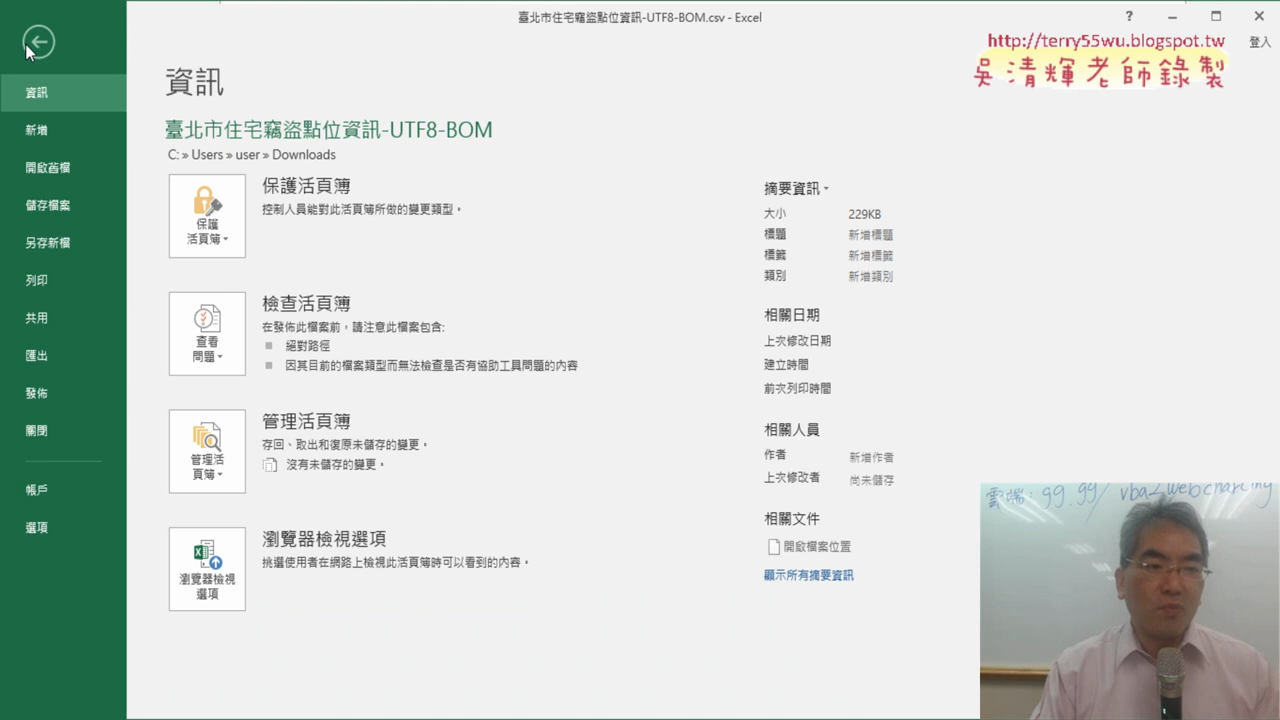 臺北市住宅竊盜點位資訊-UTF8-BOM.csv - Excel
?
登入
http://terry55wu.blogspot.tw
吳清輝老師錄製
資訊
新增
開啟舊檔
儲存檔案
另存新檔
列印
共用
匯出
發佈
關閉
帳戶
選項
資訊
臺北市住宅竊盜點位資訊-UTF8-BOM
C: » Users » user » Downloads
保護
活頁簿
保護活頁簿
控制人員能對此活頁簿所做的變更類型。
查看
問題
檢查活頁簿
在發佈此檔案前，請注意此檔案包含:
絕對路徑
因其目前的檔案類型而無法檢查是否有協助工具問題的內容
管理活
頁簿
管理活頁簿
存回、取出和復原未儲存的變更。
沒有未儲存的變更。
瀏覽器檢視
選項
瀏覽器檢視選項
挑選使用者在網路上檢視此活頁簿時可以看到的內容。
摘要資訊
大小 229KB
標題 新增標題
標籤 新增標籤
類別 新增類別
相關日期
上次修改日期
建立時間
前次列印時間
相關人員
作者 新增作者
上次修改者 尚未儲存
相關文件
開啟檔案位置
顯示所有摘要資訊
雲端: gg.gg/vba_webcharing